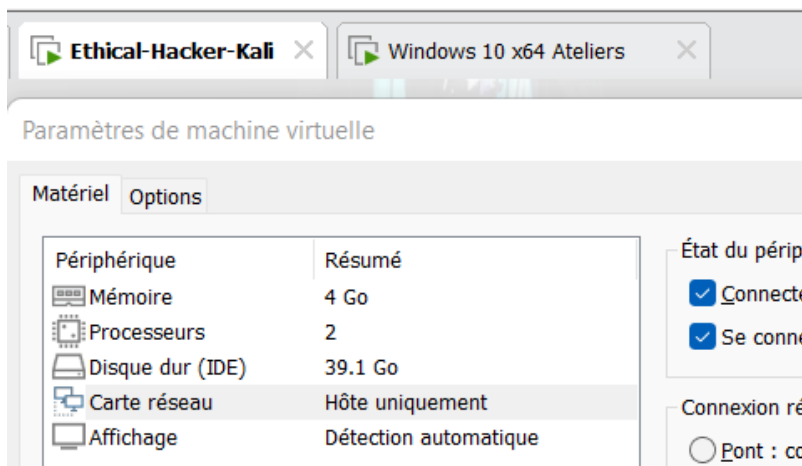 Ethical-Hacker-Kali
Windows 10 x64 Ateliers
Paramètres de machine virtuelle
Matériel
Options
Périphérique Résumé
Mémoire 4 Go
Processeurs 2
Disque dur (IDE) 39.1 Go
Carte réseau Hôte uniquement
Affichage Détection automatique
État du périp
Connecte
Se conne
Connexion ré
Pont : co